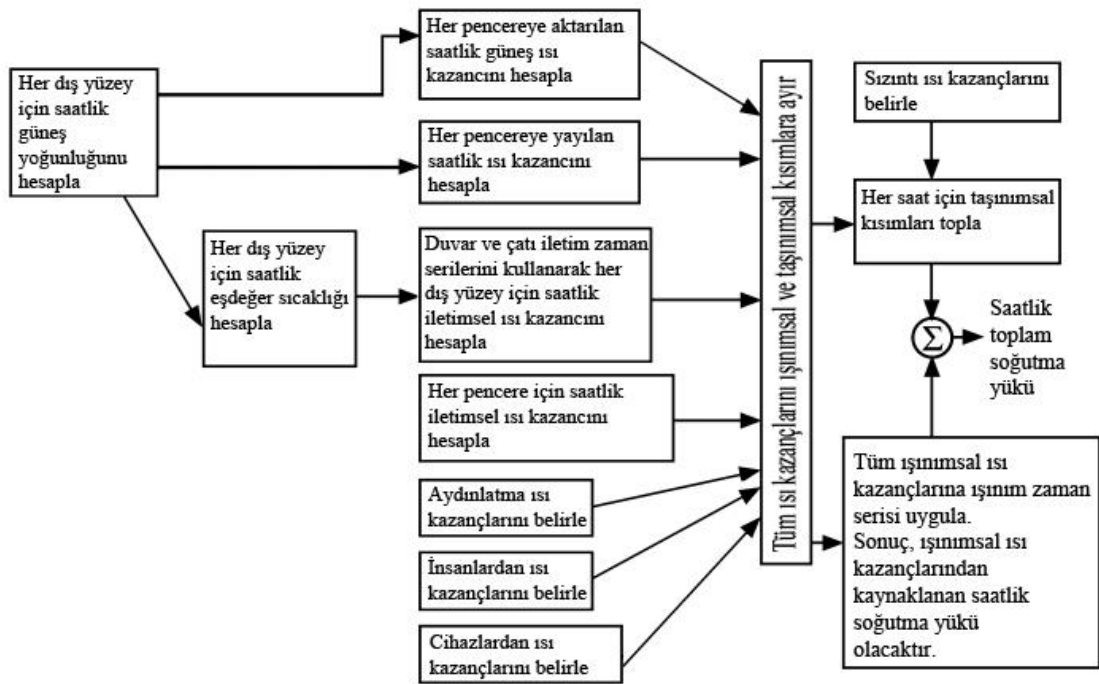 Her dış yüzey
için saatlik
güneş
yoğunluğunu
hesapla
Her pencereye aktarılan
saatlik güneş ısı
kazancını hesapla
Her pencereye yayılan
saatlik ısı kazancını
hesapla
Her dış yüzey
için saatlik
eşdeğer sıcaklığı
hesapla
Duvar ve çatı iletim zaman
serilerini kullanarak her
dış yüzey için saatlik
iletimsel ısı kazancını
hesapla
Her pencere için saatlik
iletimsel ısı kazancını
hesapla
Aydınlatma ısı
kazançlarını belirle
İnsanlardan ısı
kazançlarını belirle
Cihazlardan ısı
kazançlarını belirle
Tüm ısı kazançlarını ışınımsal ve taşınımsal kısımlara ayır
Sızıntı ısı kazançlarını
belirle
Her saat için taşınımsal
kısımları topla
Σ
Saatlik
toplam
soğutma
yükü
Tüm ışınımsal ısı
kazançlarına ışınım zaman
serisi uygula.
Sonuç, ışınımsal ısı
kazançlarından
kaynaklanan saatlik
soğutma yükü
olacaktır.